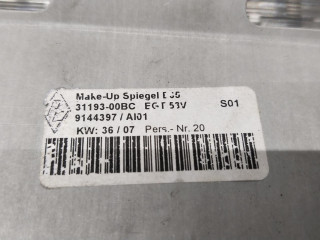 Make-Up Spiegel
31193-00BC S01
9144397 / AI01
KW: 36 / 07 Pers.- Nr. 20